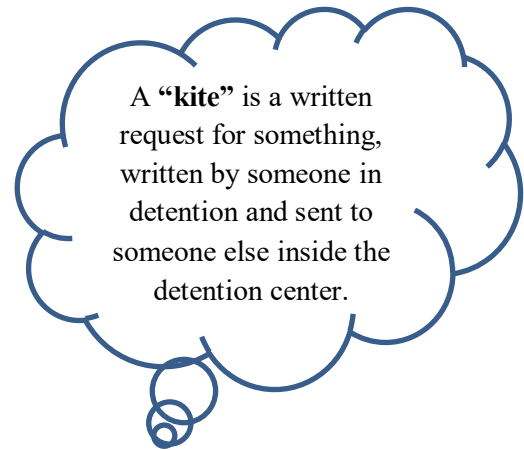 A “kite” is a written
request for something,
written by someone in
detention and sent to
someone else inside the
detention center.